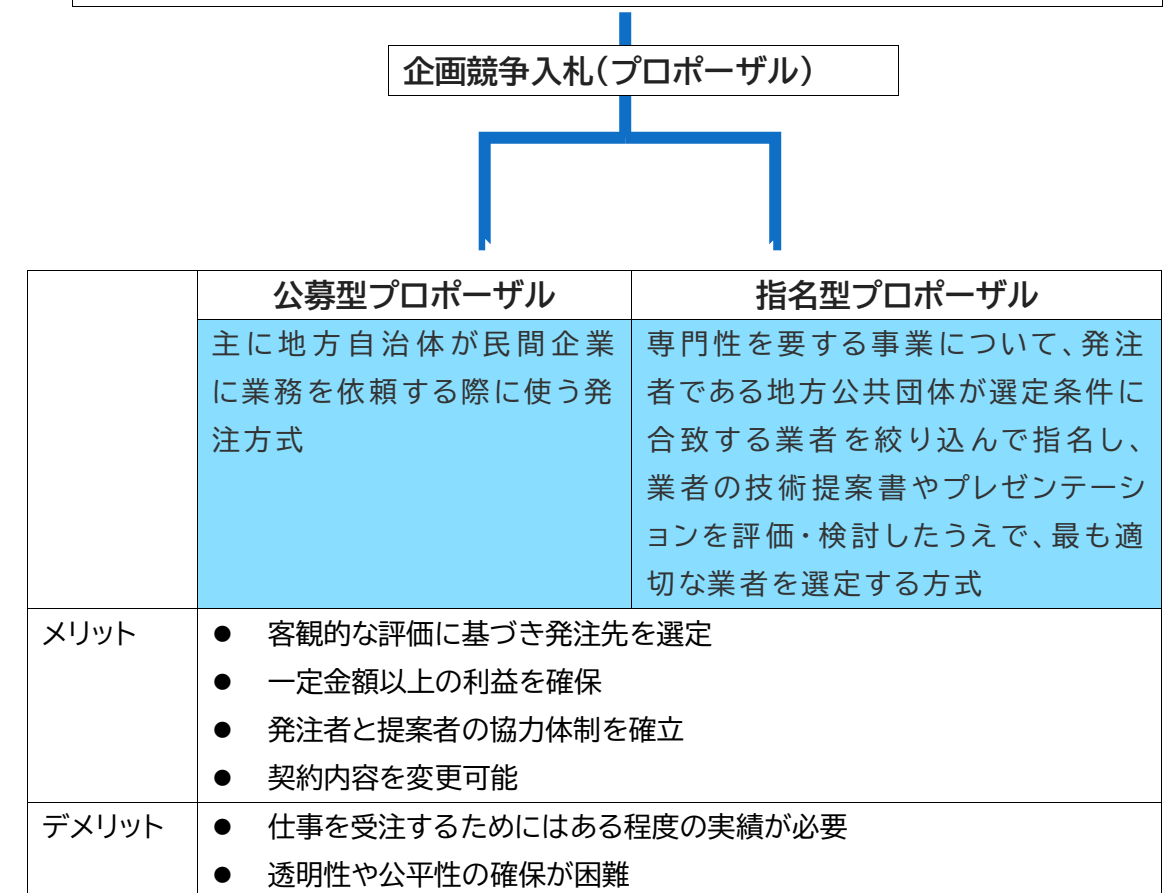 企画競争入札(プロポーザル)
公募型プロポーザル
指名型プロポーザル
主に地方自治体が民間企業
に業務を依頼する際に使う発
注方式
専門性を要する事業について、発注
者である地方公共団体が選定条件に
合致する業者を絞り込んで指名し、
業者の技術提案書やプレゼンテーシ
ョンを評価・検討したうえで、最も適
切な業者を選定する方式
メリット
● 客観的な評価に基づき発注先を選定
● 一定金額以上の利益を確保
● 発注者と提案者の協力体制を確立
● 契約内容を変更可能
デメリット
● 仕事を受注するためにはある程度の実績が必要
● 透明性や公平性の確保が困難